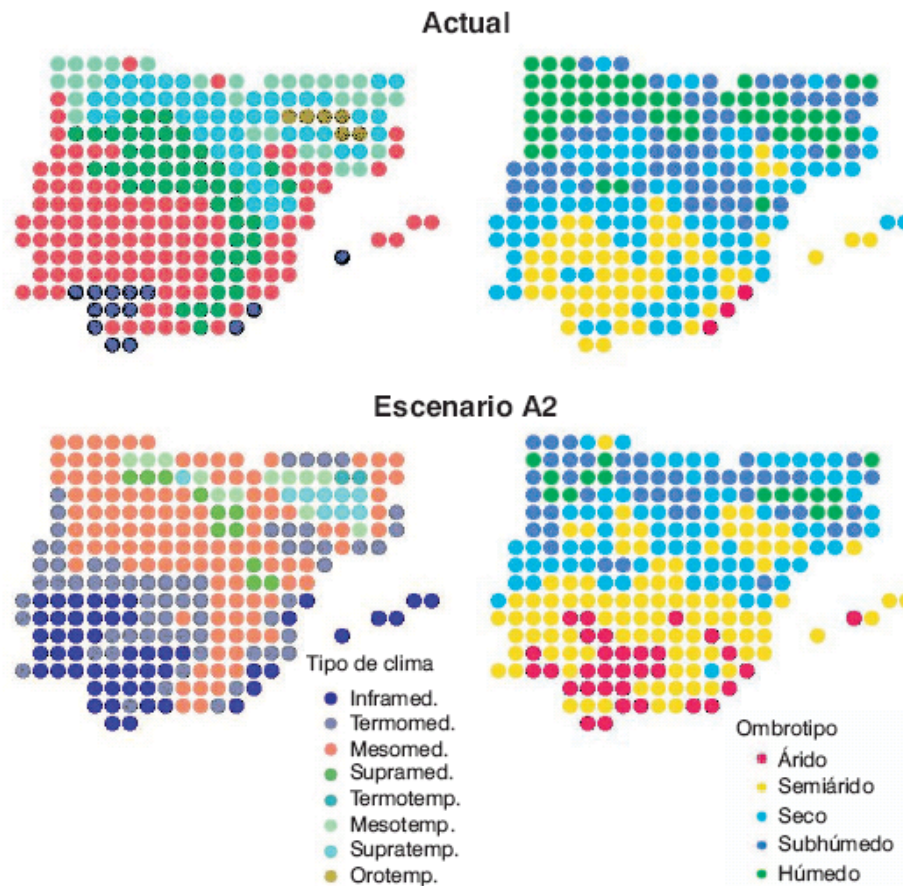 Actual
Escenario A2
Tipo de clima
Inframed.
Termomed.
Mesomed.
Supramed.
Termotemp.
Mesotemp.
Supratemp.
Orotemp.
Ombrotipo
Árido
Semiárido
Seco
Subhúmedo
Húmedo